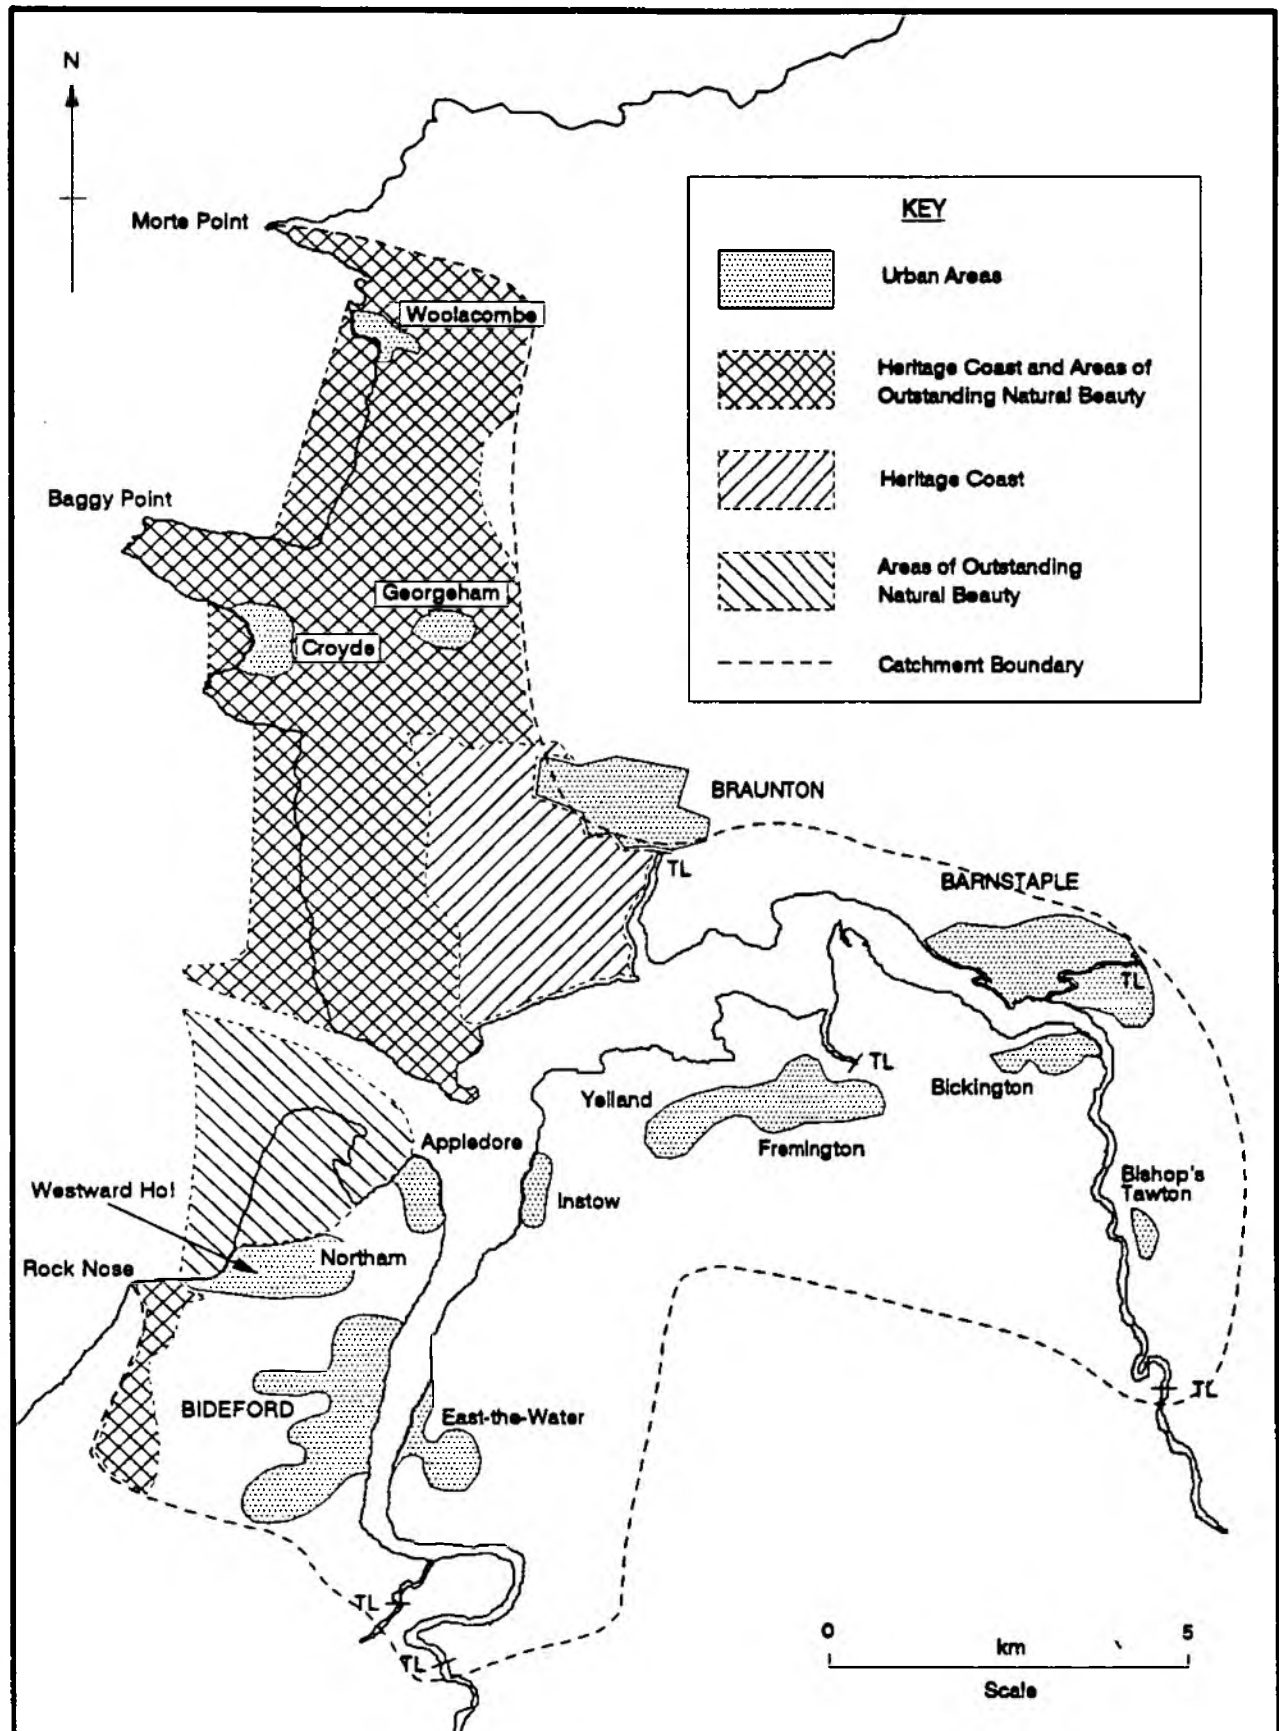 N
Morte Point
KEY
Urban Areas
Woolacombe
Heritage Coast and Areas of
Outstanding Natural Beauty
Heritage Coast
Baggy Point
Areas of Outstanding
Natural Beauty
Georgeham
Croyde
Catchment Boundary
BRAUNTON
TL
BARNSTAPLE
TL
TL
Yelland
Bickington
Appledore
Fremington
Bishop's
Tawton
Westward Ho!
Instow
Northam
Rock Nose
TL
BIDEFORD
East-the-Water
TL
TL
0
5
km
Scale